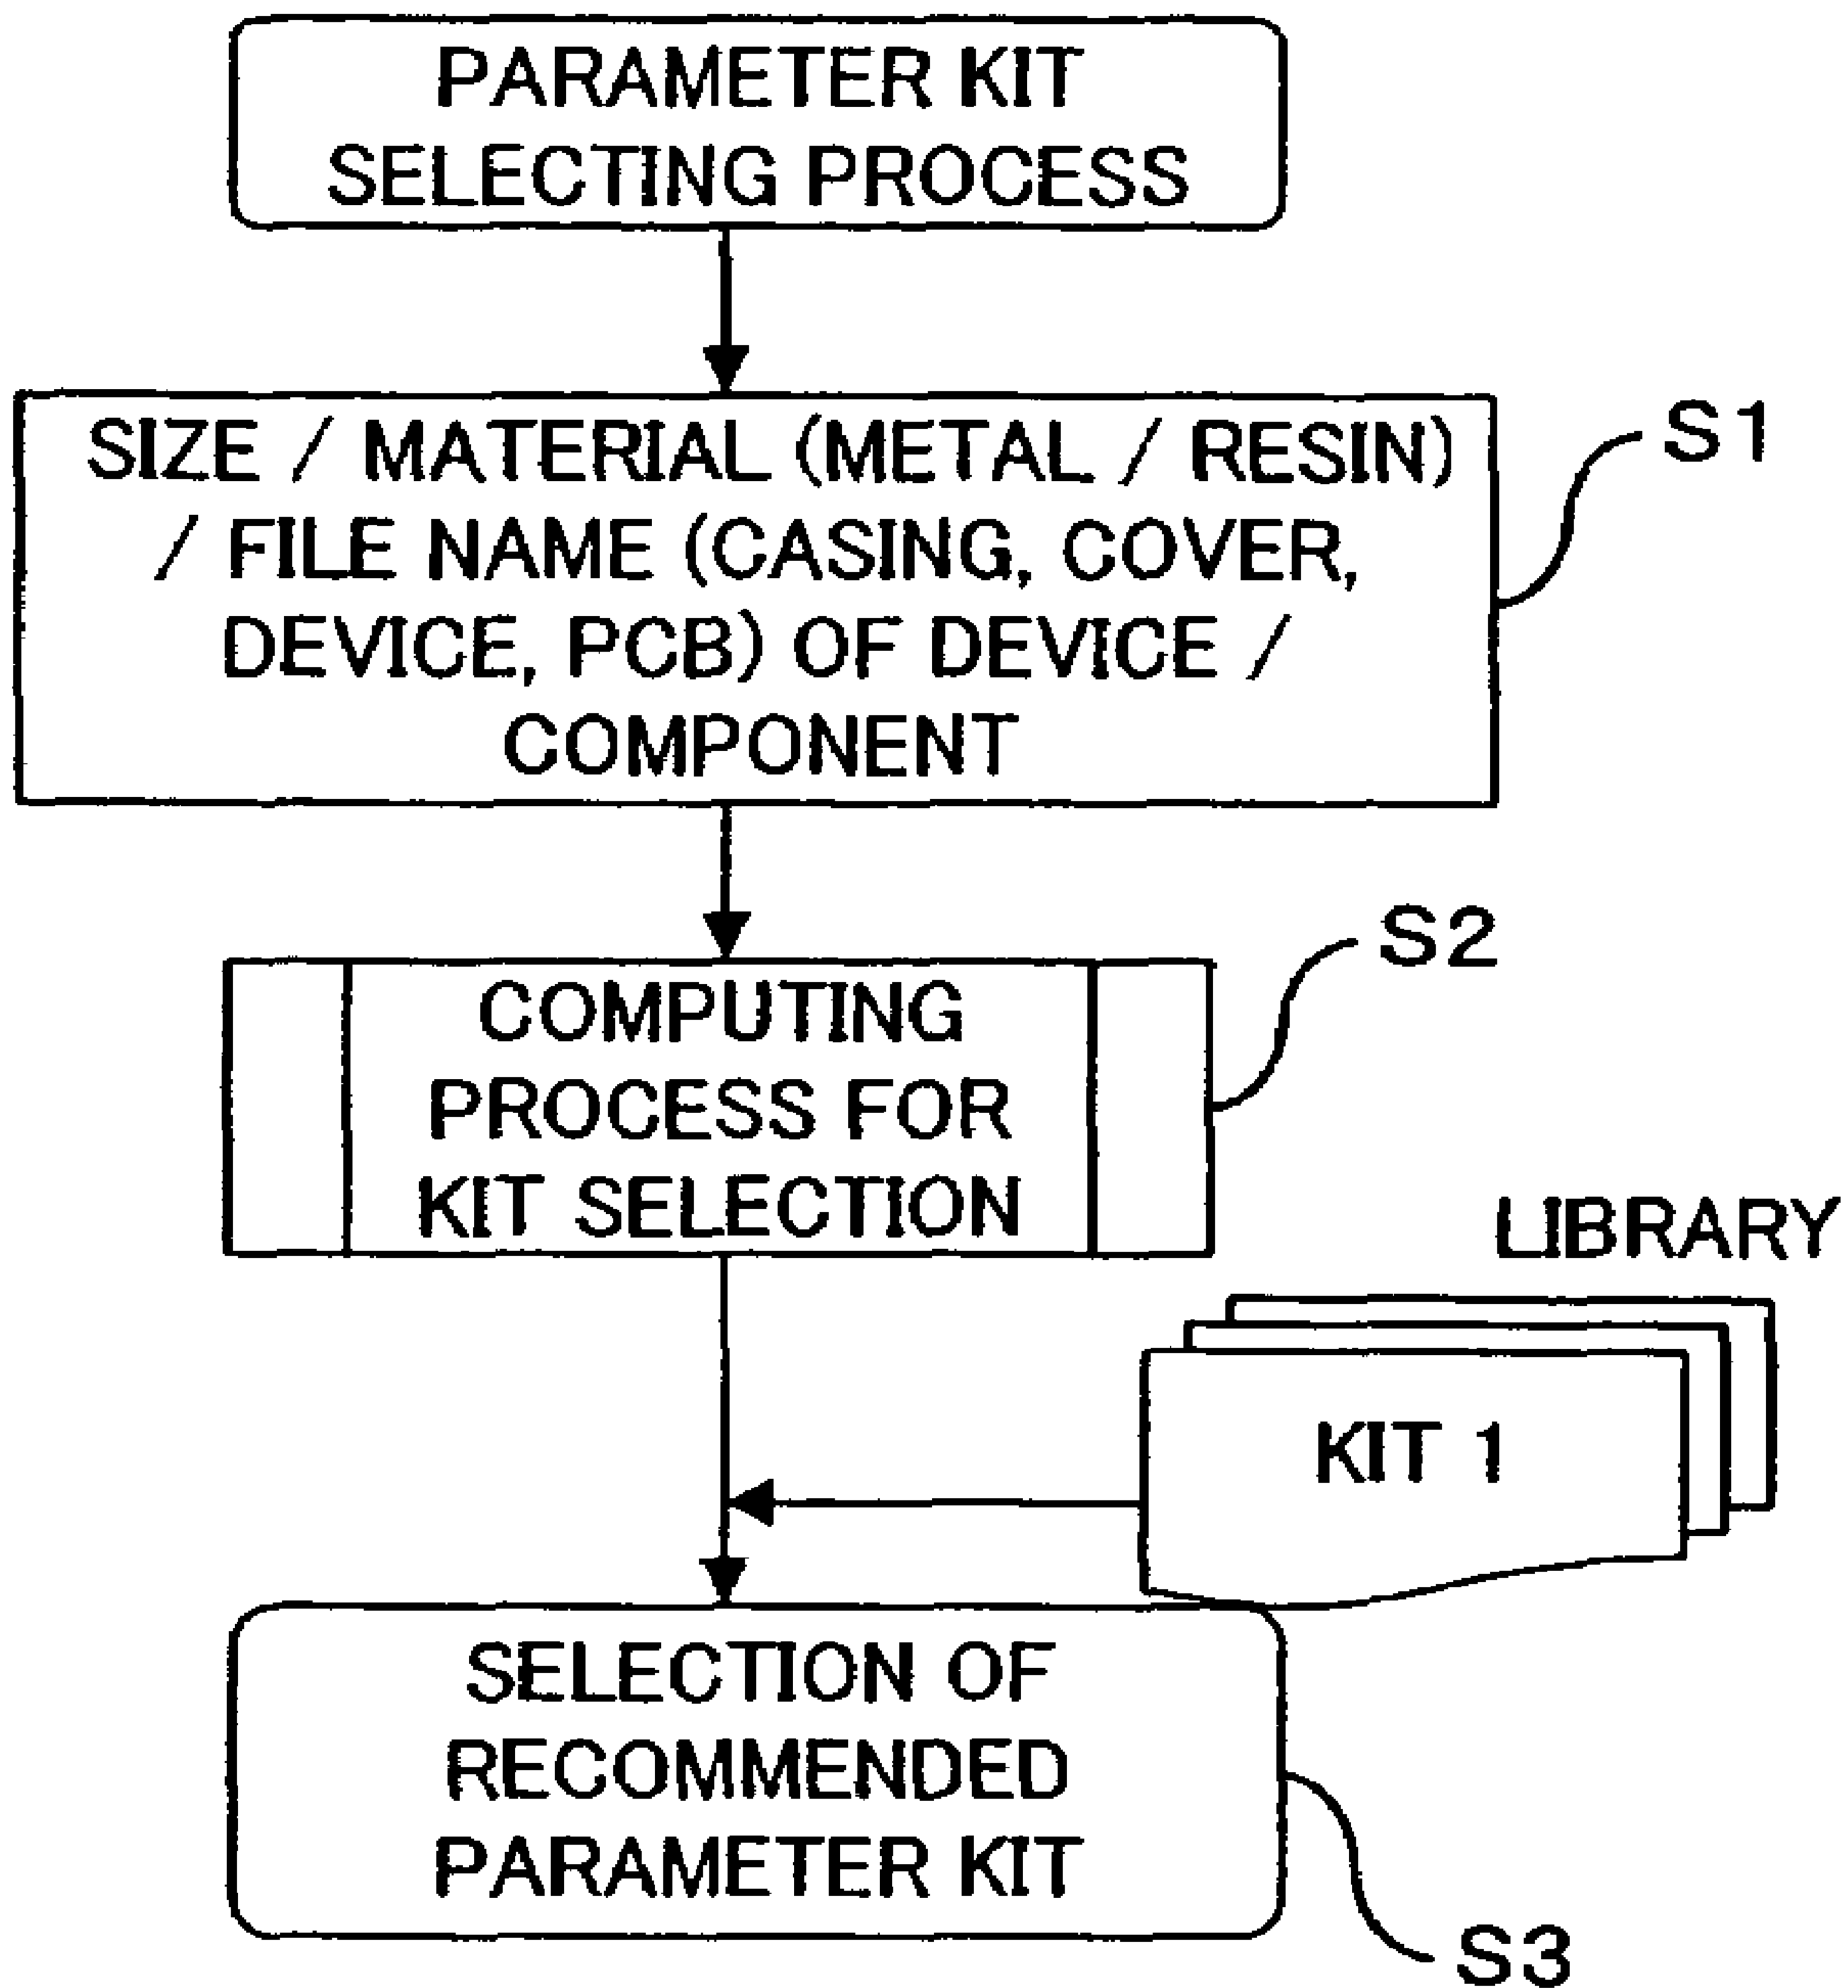 PARAMETER KIT
SELECTING PROCESS
SIZE / MATERIAL (METAL / RESIN)
/ FILE NAME (CASING, COVER,
DEVICE, PCB) OF DEVICE /
COMPONENT
S1
COMPUTING
PROCESS FOR
KIT SELECTION
S2
LIBRARY
KIT 1
SELECTION OF
RECOMMENDED
PARAMETER KIT
S3